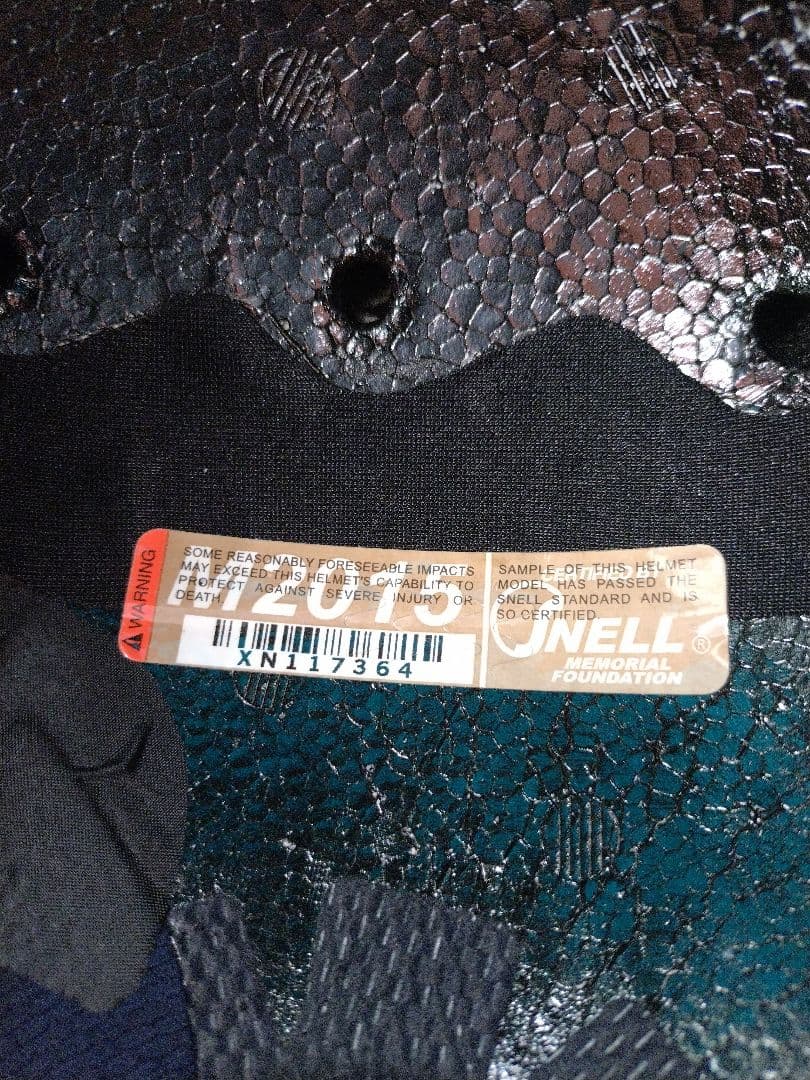 WARNING
SOME REASONABLY FORESEEABLE IMPACTS
MAY EXCEED THIS HELMET'S CAPABILITY TO
PROTECT AGAINST SEVERE INJURY OR
DEATH.
M2015
XN117364
SAMPLE OF THIS HELMET
MODEL HAS PASSED THE
SNELL STANDARD AND IS
SO CERTIFIED.
SNELL®
MEMORIAL
FOUNDATION